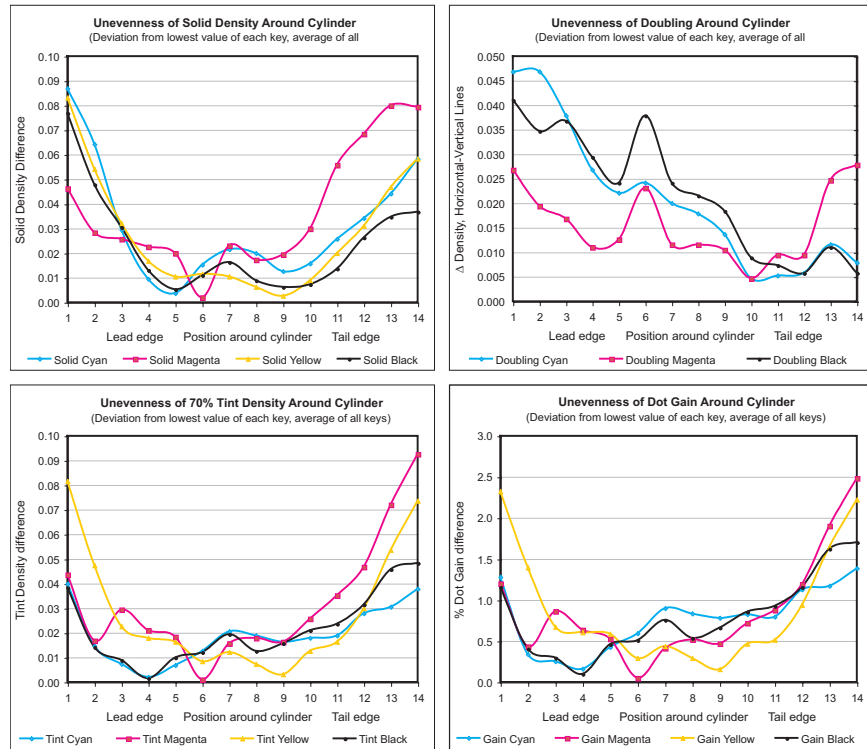 Unevenness of Solid Density Around Cylinder
(Deviation from lowest value of each key, average of all
Solid Density Difference
0.10
0.09
0.08
0.07
0.06
0.05
0.04
0.03
0.02
0.01
0.00
1 2 3 4 5 6 7 8 9 10 11 12 13 14
Lead edge Position around cylinder Tail edge
Solid Cyan Solid Magenta Solid Yellow Solid Black
Unevenness of Doubling Around Cylinder
(Deviation from lowest value of each key, average of all
Δ Density, Horizontal-Vertical Lines
0.050
0.045
0.040
0.035
0.030
0.025
0.020
0.015
0.010
0.005
0.000
1 2 3 4 5 6 7 8 9 10 11 12 13 14
Lead edge Position around cylinder Tail edge
Doubling Cyan Doubling Magenta Doubling Black
Unevenness of 70% Tint Density Around Cylinder
(Deviation from lowest value of each key, average of all keys)
TInt Density difference
0.10
0.09
0.08
0.07
0.06
0.05
0.04
0.03
0.02
0.01
0.00
1 2 3 4 5 6 7 8 9 10 11 12 13 14
Lead edge Position around cylinder Tail edge
Tint Cyan Tint Magenta Tint Yellow Tint Black
Unevenness of Dot Gain Around Cylinder
(Deviation from lowest value of each key, average of all keys)
% Dot Gain difference
3.0
2.5
2.0
1.5
1.0
0.5
0.0
1 2 3 4 5 6 7 8 9 10 11 12 13 14
Lead edge Position around cylinder Tail edge
Gain Cyan Gain Magenta Gain Yellow Gain Black